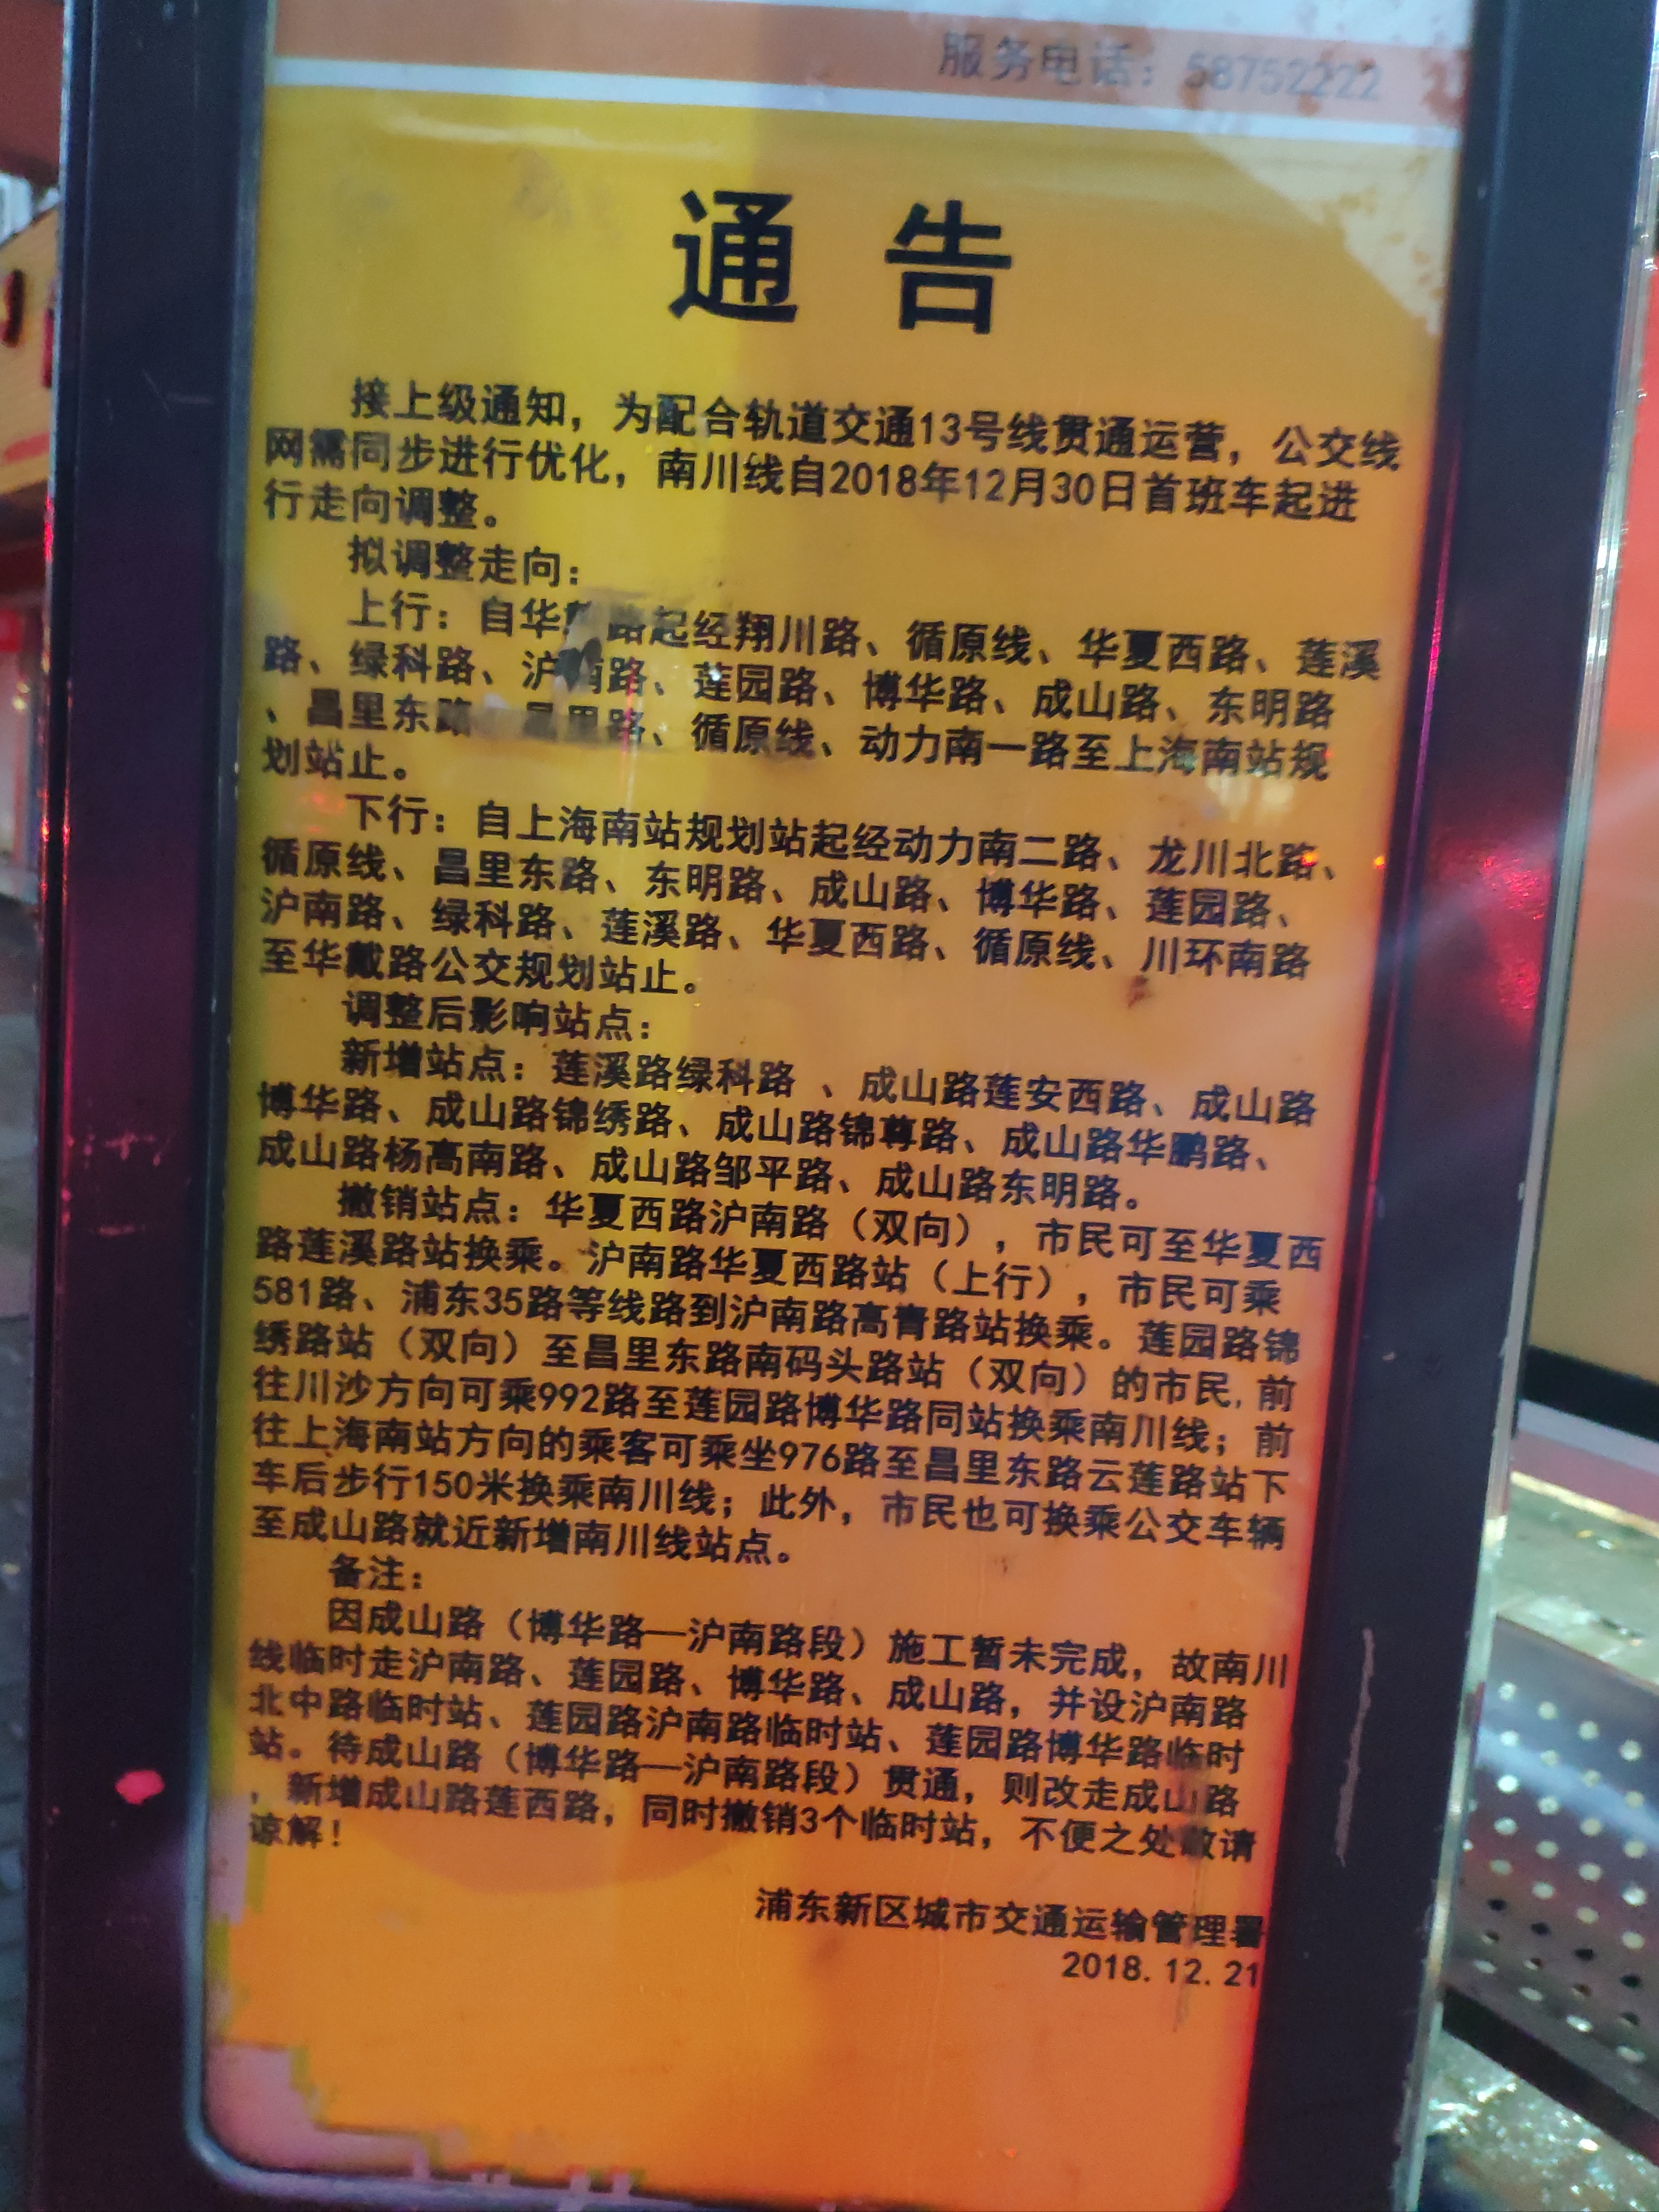 服务电话：58752222
通告
接上级通知，为配合轨道交通13号线贯通运营，公交线
网需同步进行优化，南川线自2018年12月30日首班车起进
行走向调整。
拟调整走向：
上行：自华 路起经翔川路、循原线、华夏西路、莲溪
路、绿科路、沪南路、莲园路、博华路、成山路、东明路
、昌里东路 昌里路、循原线、动力南一路至上海南站规
划站止。
下行：自上海南站规划站起经动力南二路、龙川北路、
循原线、昌里东路、东明路、成山路、博华路、莲园路、
沪南路、绿科路、莲溪路、华夏西路、循原线、川环南路
至华戴路公交规划站止。
调整后影响站点：
新增站点：莲溪路绿科路 、成山路莲安西路、成山路
博华路、成山路锦绣路、成山路锦尊路、成山路华鹏路、
成山路杨高南路、成山路邹平路、成山路东明路。
撤销站点：华夏西路沪南路（双向），市民可至华夏西
路莲溪路站换乘。沪南路华夏西路站（上行），市民可乘
581路、浦东35路等线路到沪南路高青路站换乘。莲园路锦
绣路站（双向）至昌里东路南码头路站（双向）的市民,前
往川沙方向可乘992路至莲园路博华路同站换乘南川线；前
往上海南站方向的乘客可乘坐976路至昌里东路云莲路站下
车后步行150米换乘南川线；此外，市民也可换乘公交车辆
至成山路就近新增南川线站点。
备注：
因成山路（博华路—沪南路段）施工暂未完成，故南川
线临时走沪南路、莲园路、博华路、成山路，并设沪南路
北中路临时站、莲园路沪南路临时站、莲园路博华路临时
站。待成山路（博华路—沪南路段）贯通，则改走成山路
，新增成山路莲西路，同时撤销3个临时站，不便之处敬请
谅解！
浦东新区城市交通运输管理署
2018.12.21